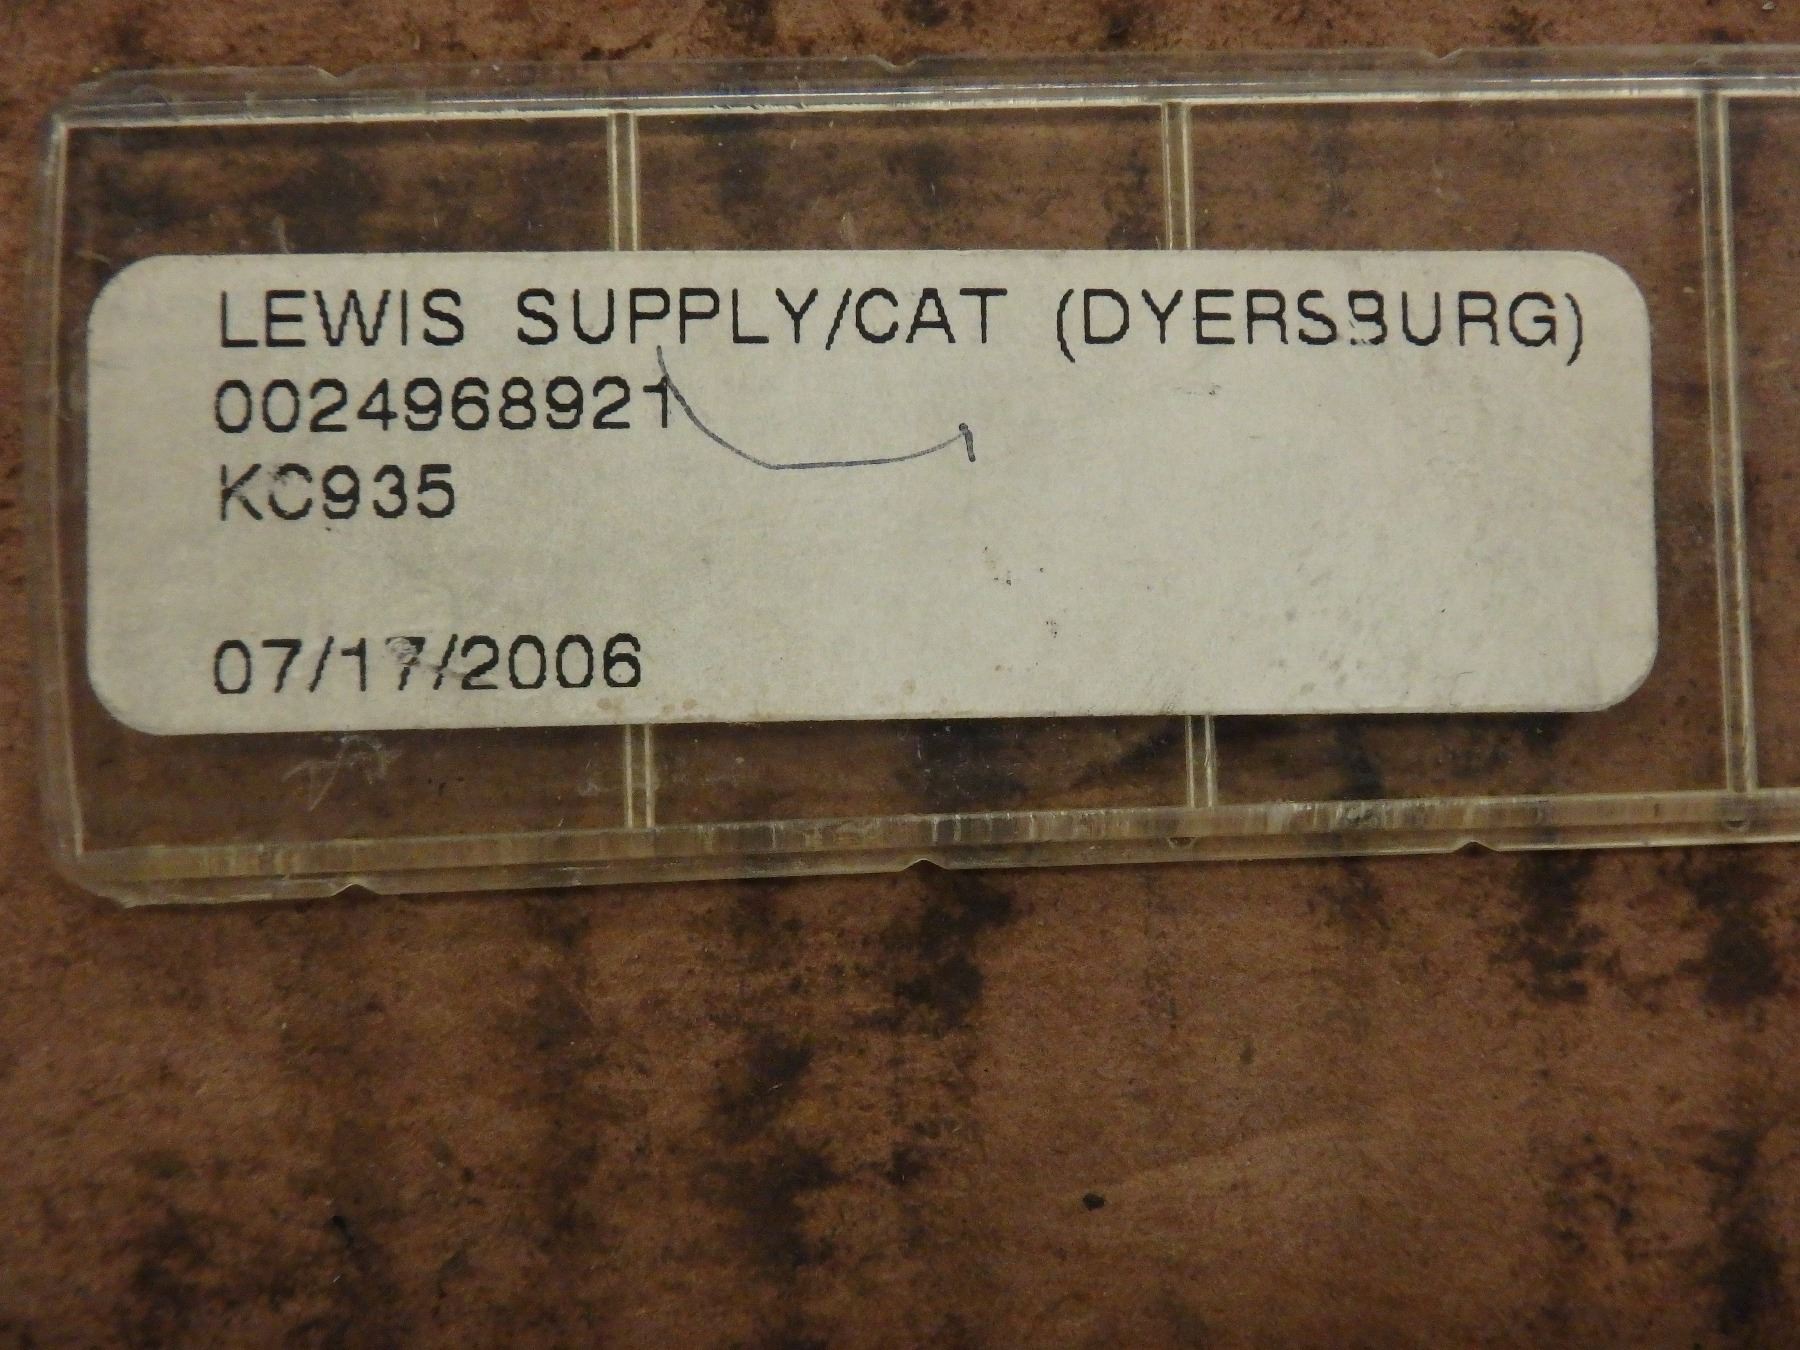 LEWIS SUPPLY/CAT (DYERSBURG)
0024968921
KC935
07/17/2006